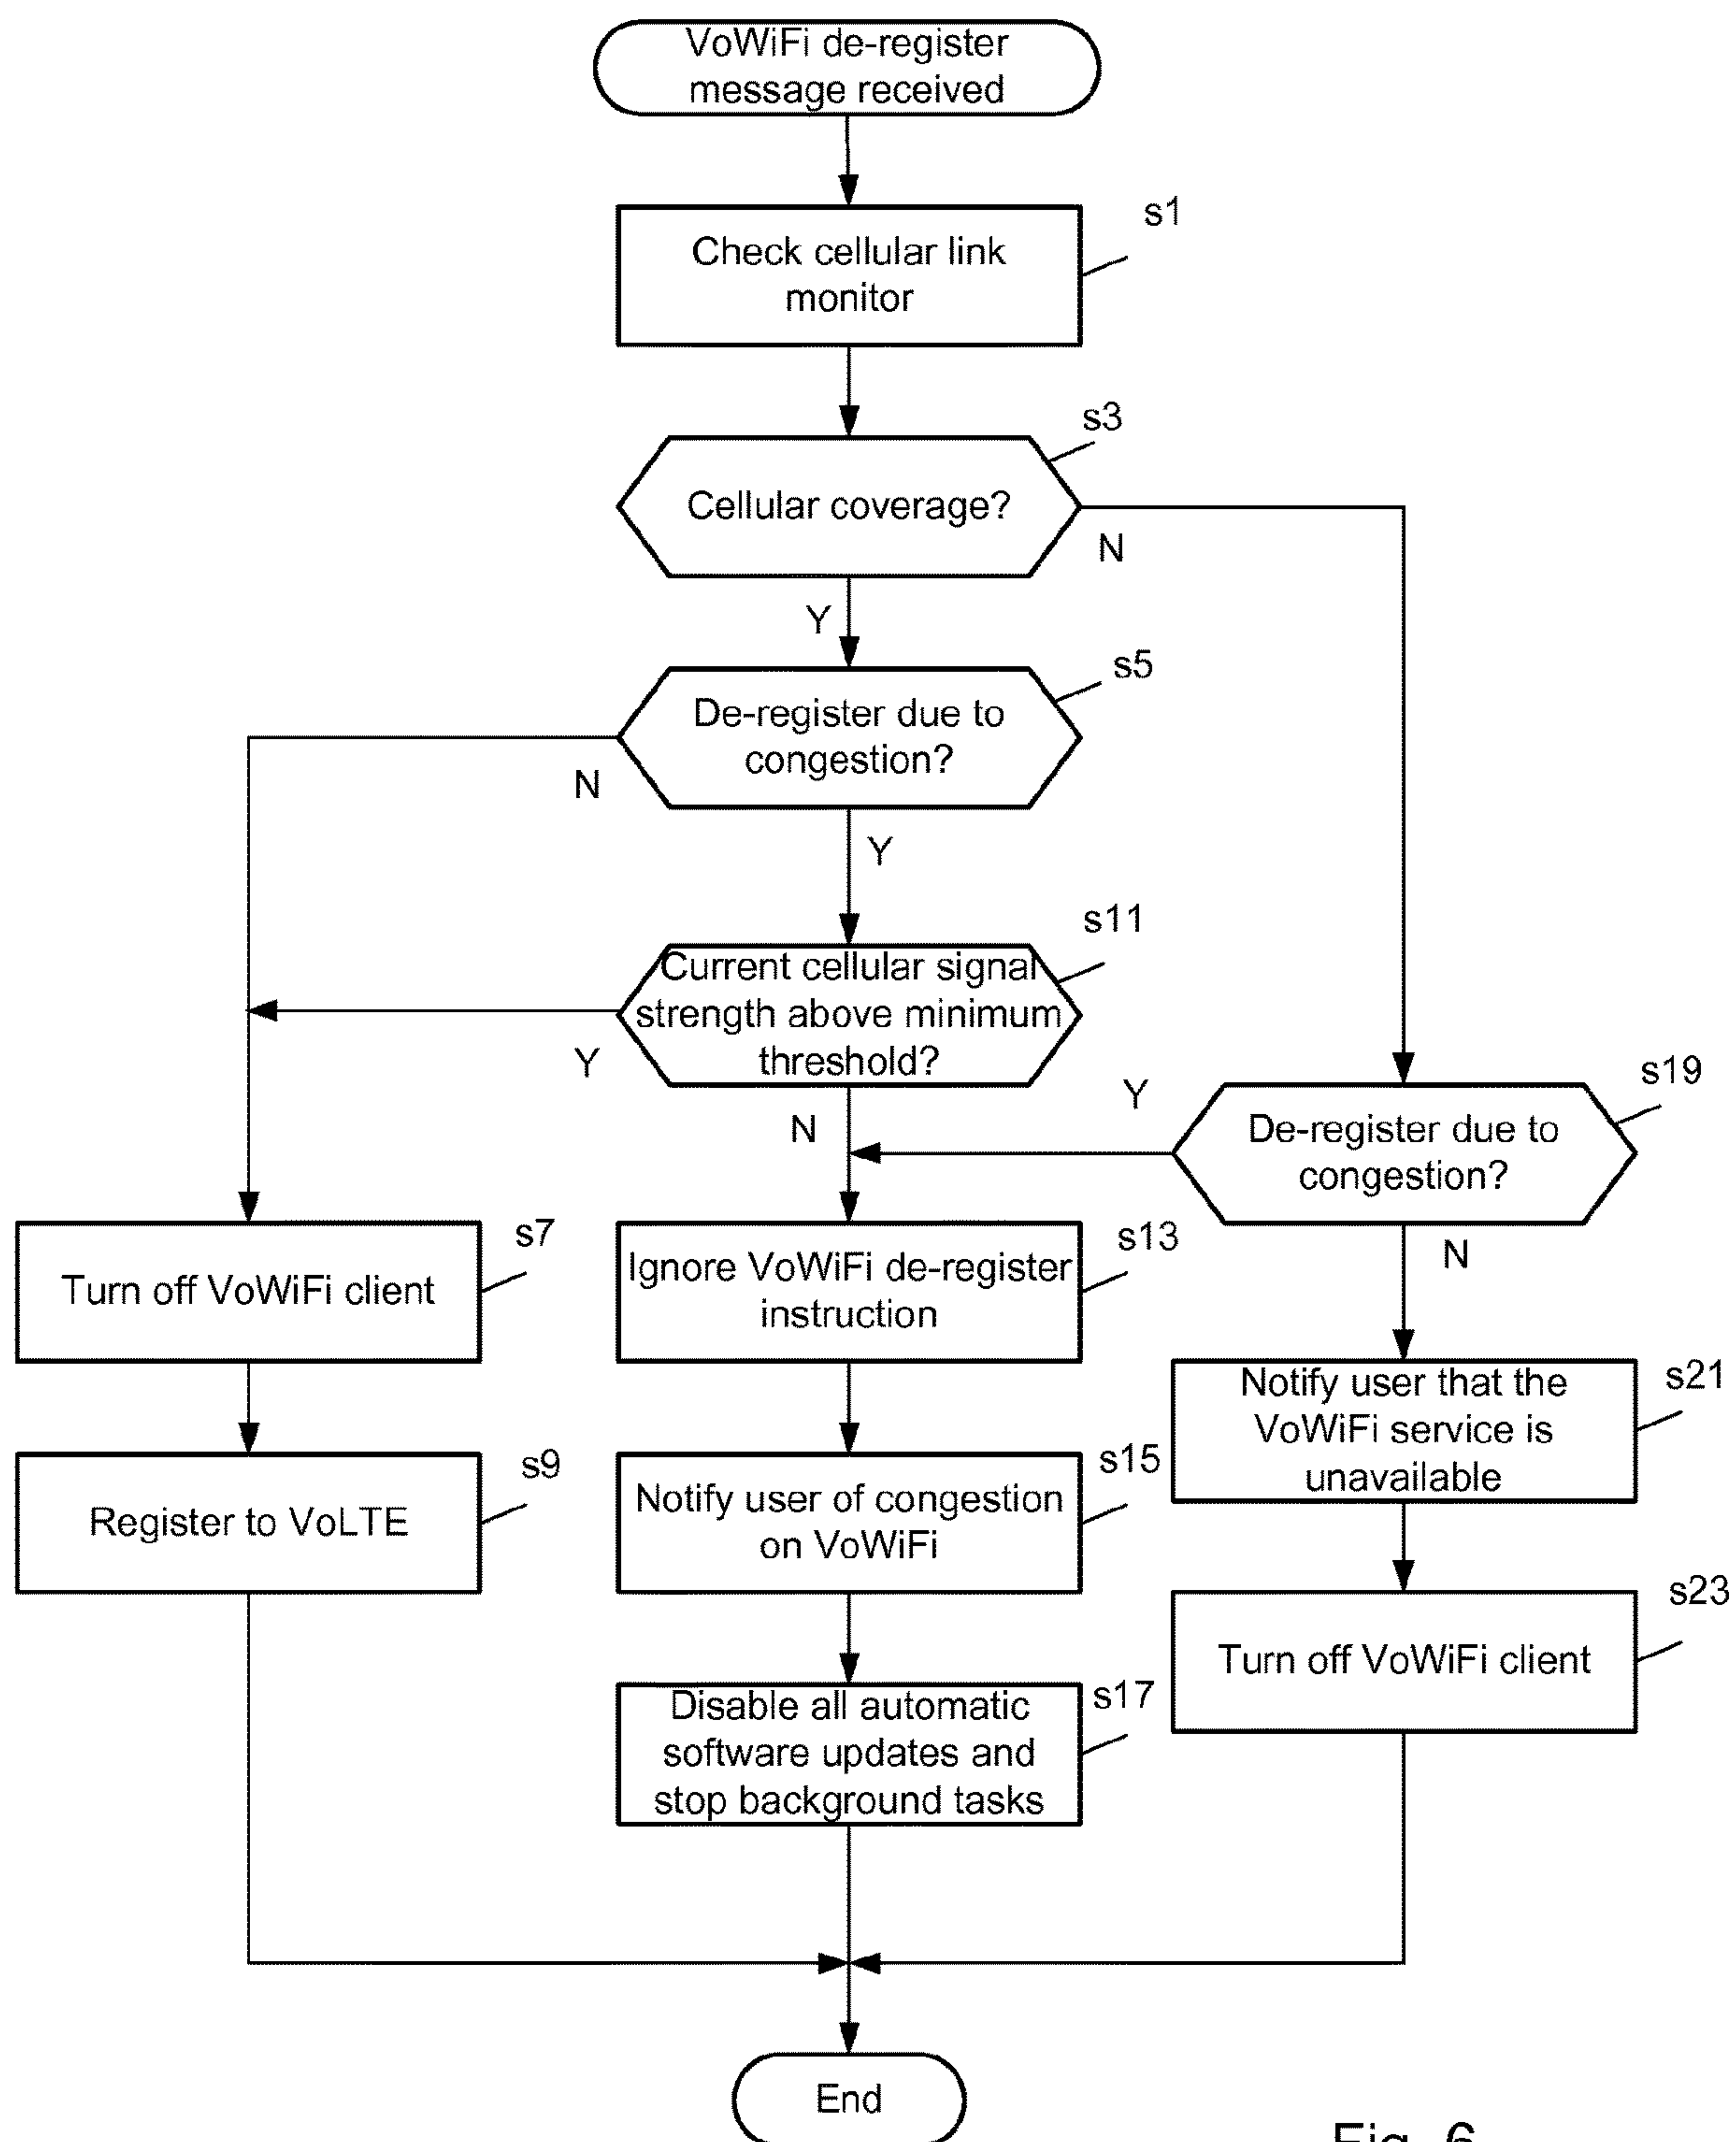 VoWiFi de-register
message received
s1
Check cellular link
monitor
s3
Cellular coverage?
N
Y
s5
De-register due to
congestion?
N
Y
s11
Current cellular signal
strength above minimum
threshold?
Y
N
s19
Y
De-register due to
congestion?
N
s7
Turn off VoWiFi client
s13
Ignore VoWiFi de-register
instruction
s21
Notify user that the
VoWiFi service is
unavailable
s9
Register to VoLTE
s15
Notify user of congestion
on VoWiFi
s23
Turn off VoWiFi client
s17
Disable all automatic
software updates and
stop background tasks
End
Fig. 6